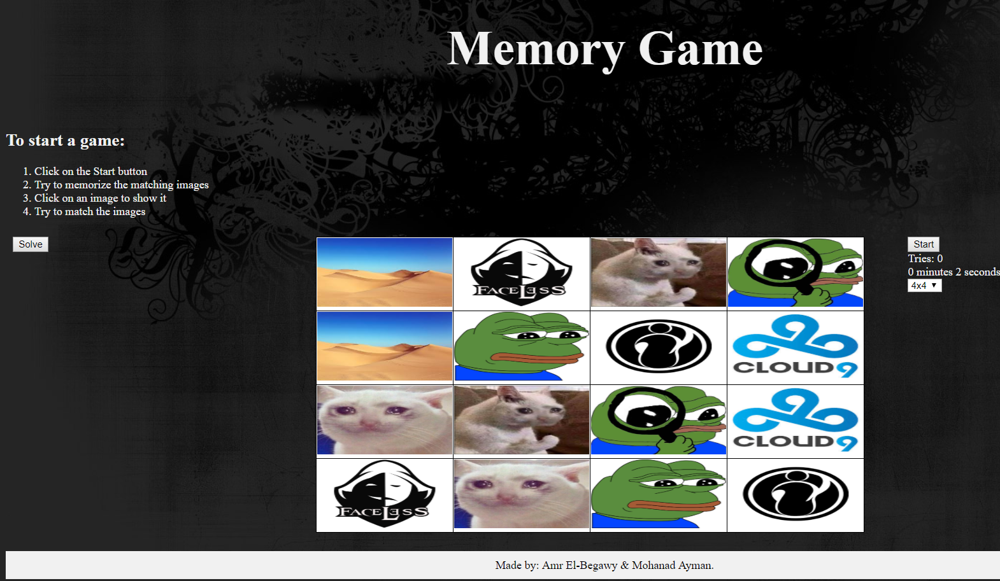 Memory Game
To start a game:
1. Click on the Start button
2. Try to memorize the matching images
3. Click on an image to show it
4. Try to match the images
Solve
Start
Tries: 0
0 minutes 2 seconds
4x4
FACELESS
CLOUD9
CLOUD9
FACELESS
Made by: Amr El-Begawy & Mohanad Ayman.